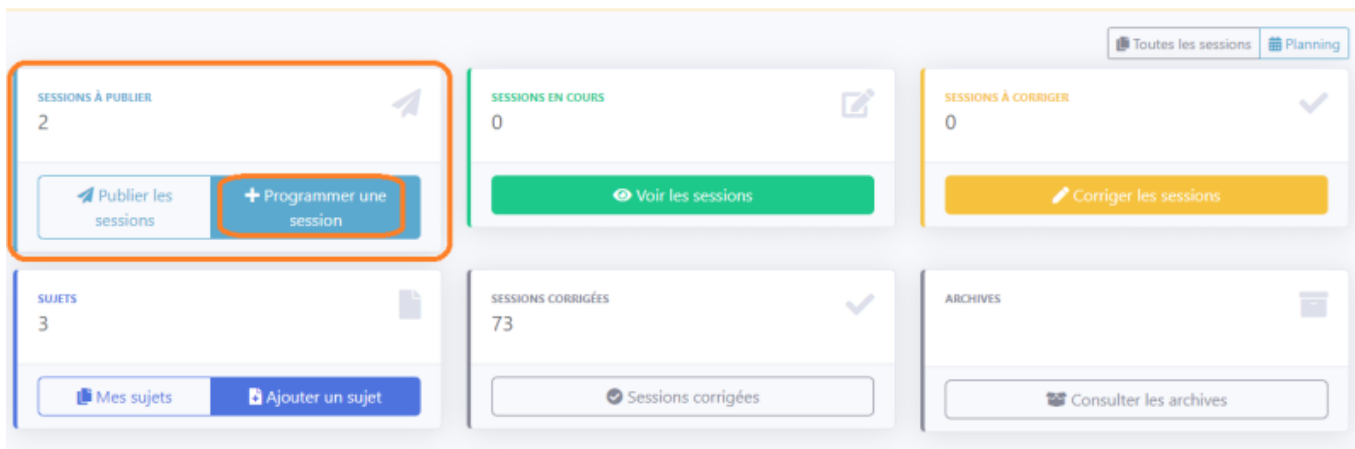 Toutes les sessions Planning
SESSIONS À PUBLIER
2
Publier les
sessions
+ Programmer une
session
SESSIONS EN COURS
0
Voir les sessions
SESSIONS À CORRIGER
0
Corriger les sessions
SUJETS
3
Mes sujets
Ajouter un sujet
SESSIONS CORRIGÉES
73
Sessions corrigées
ARCHIVES
Consulter les archives